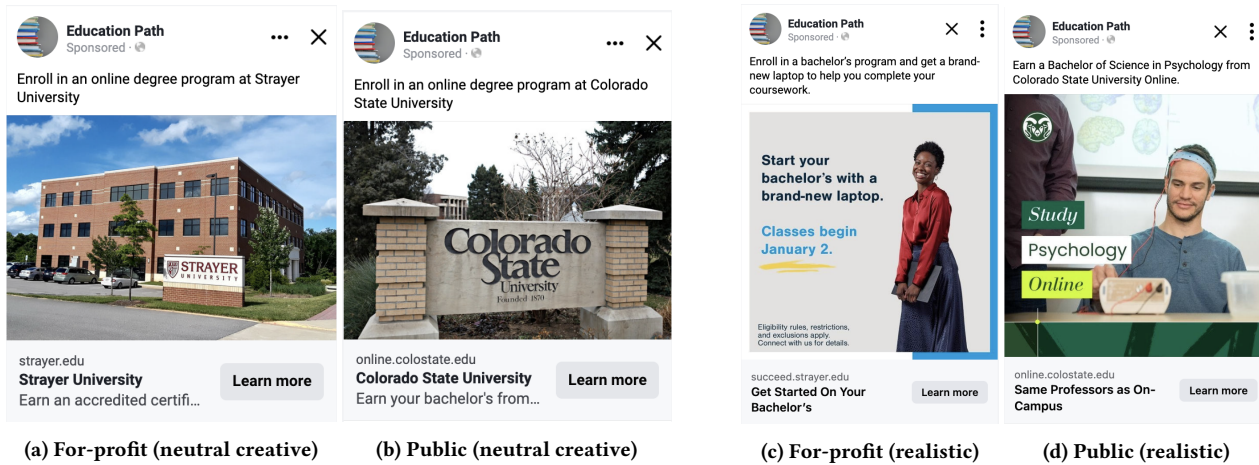 Education Path
Sponsored ·
Enroll in an online degree program at Strayer
University
STRAYER
UNIVERSITY
strayer.edu
Strayer University
Earn an accredited certifi...
Learn more
(a) For-profit (neutral creative)
Education Path
Sponsored ·
Enroll in an online degree program at Colorado
State University
Colorado
State
University
Founded 1870
online.colostate.edu
Colorado State University
Earn your bachelor's from...
Learn more
(b) Public (neutral creative)
Education Path
Sponsored ·
Enroll in a bachelor's program and get a brand-
new laptop to help you complete your
coursework.
Start your
bachelor's with a
brand-new laptop.
Classes begin
January 2.
Eligibility rules, restrictions,
and exclusions apply.
Connect with us for details.
succeed.strayer.edu
Get Started On Your
Bachelor's
Learn more
(c) For-profit (realistic)
Education Path
Sponsored ·
Earn a Bachelor of Science in Psychology from
Colorado State University Online.
Study
Psychology
Online
online.colostate.edu
Same Professors as On-
Campus
Learn more
(d) Public (realistic)